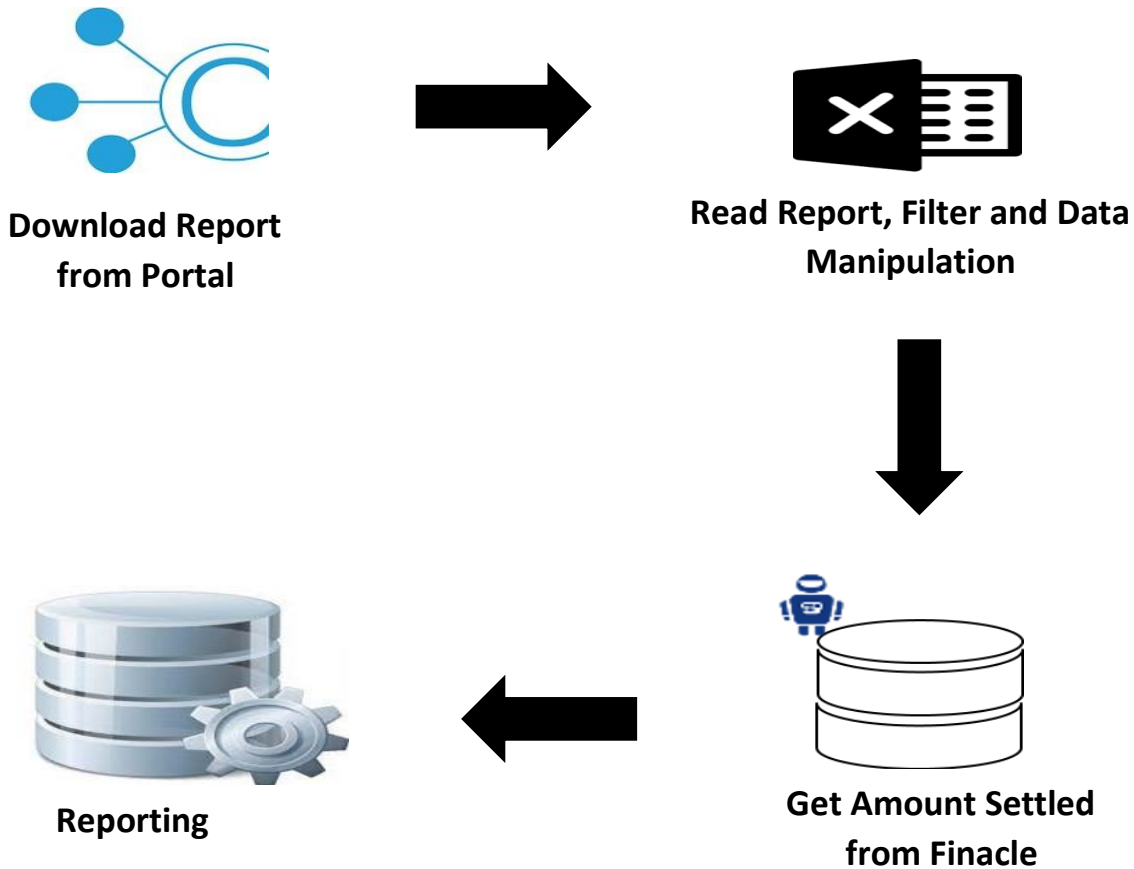 Download Report
from Portal
Read Report, Filter and Data
Manipulation
Reporting
Get Amount Settled
from Finacle